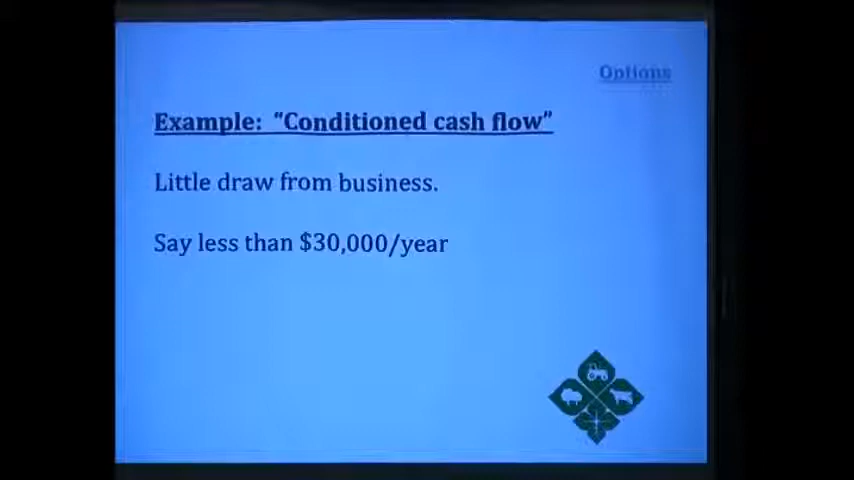 Options
Example: "Conditioned cash flow"
Little draw from business.
Say less than $30,000/year